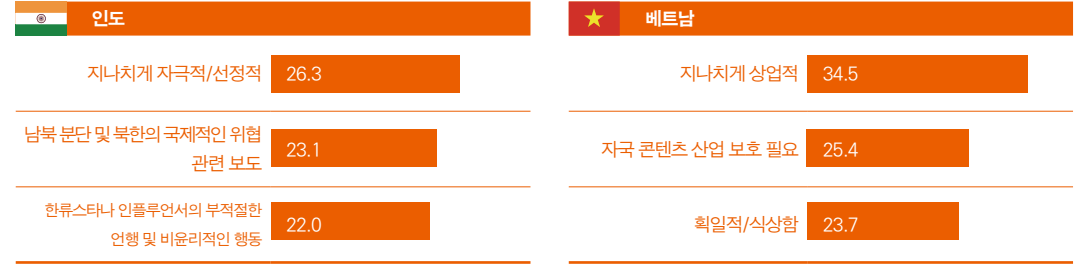 인도
지나치게 자극적/선정적 26.3
남북 분단 및 북한의 국제적인 위협
관련 보도 23.1
한류스타나 인플루언서의 부적절한
언행 및 비윤리적인 행동 22.0
베트남
지나치게 상업적 34.5
자국 콘텐츠 산업 보호 필요 25.4
획일적/식상함 23.7